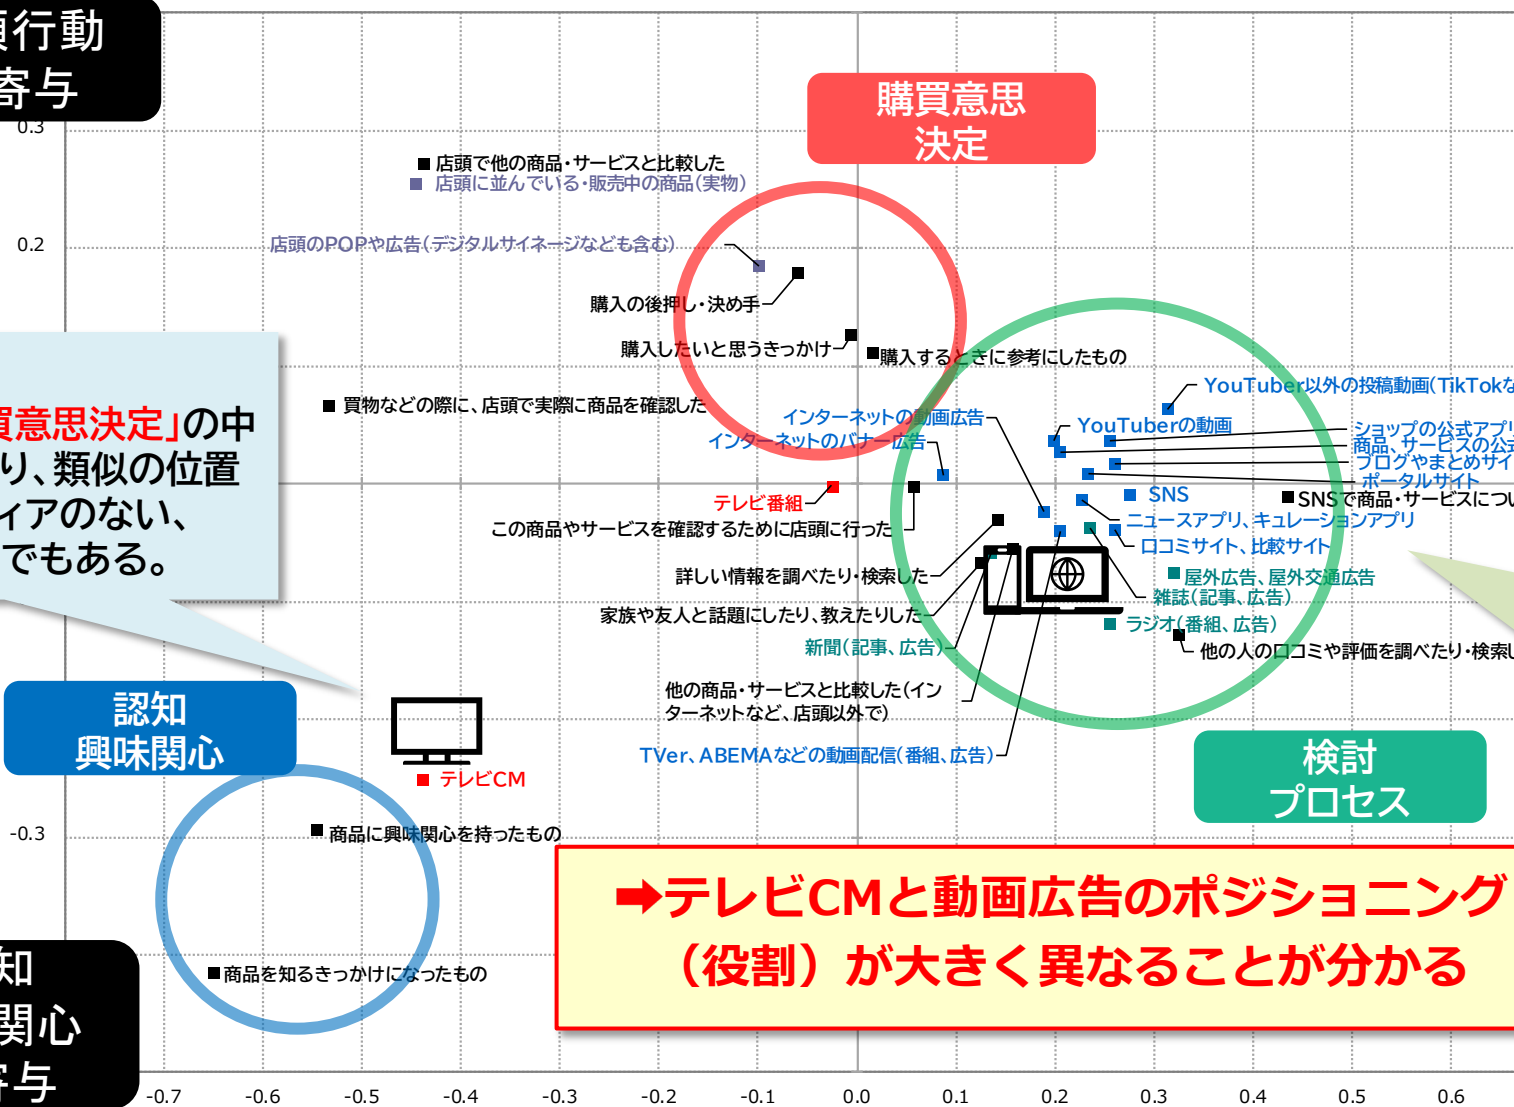 頭行動
寄与
0.3
購買意思
決定
店頭で他の商品・サービスと比較した
店頭に並んでいる・販売中の商品(実物)
0.2
店頭のPOPや広告(デジタルサイネージなども含む)
購入の後押し・決め手
購入したいと思うきっかけ
購入するときに参考にしたもの
買物などの際に、店頭で実際に商品を確認した
YouTuber以外の投稿動画(TikTokな
インターネットの動画広告
YouTuberの動画
ショップの公式アプリ
インターネットのバナー広告
商品、サービスの公式
ブログやまとめサイ
ポータルサイト
買意思決定」の中
り、類似の位置
ィアのない、
でもある。
テレビ番組
SNS
SNSで商品・サービスについ
この商品やサービスを確認するために店頭に行った
ニュースアプリ、キュレーションアプリ
口コミサイト、比較サイト
詳しい情報を調べたり・検索した
屋外広告、屋外交通広告
雑誌(記事、広告)
家族や友人と話題にしたり、教えたりした
ラジオ(番組、広告)
新聞(記事、広告)
他の人の口コミや評価を調べたり・検索し
他の商品・サービスと比較した(イン
ターネットなど、店頭以外で)
TVer、ABEMAなどの動画配信(番組、広告)
認知
興味関心
テレビCM
検討
プロセス
-0.3
商品に興味関心を持ったもの
➡テレビCMと動画広告のポジショニング
（役割）が大きく異なることが分かる
商品を知るきっかけになったもの
知
関心
寄与
-0.7 -0.6 -0.5 -0.4 -0.3 -0.2 -0.1 0.0 0.1 0.2 0.3 0.4 0.5 0.6